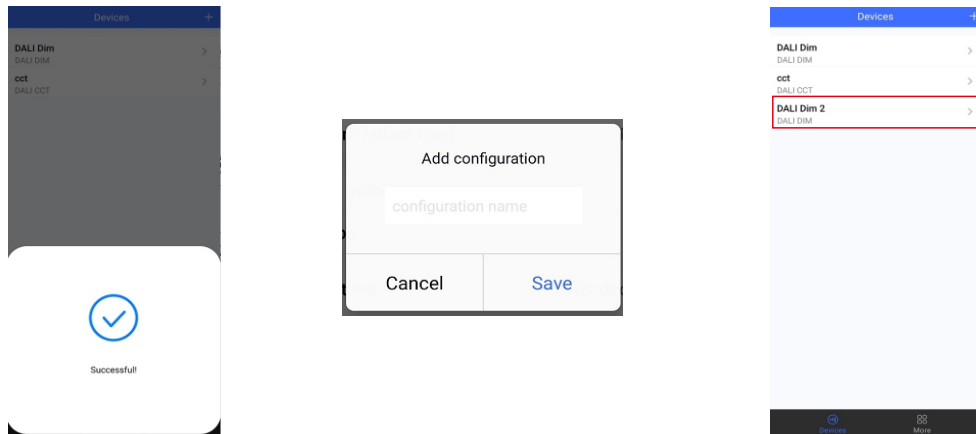 Devices +
DALI Dim
DALI DIM
cct
DALI CCT
Successful!
Add configuration
configuration name
Cancel
Save
Devices +
DALI Dim
DALI DIM
cct
DALI CCT
DALI Dim 2
DALI DIM
Devices
More